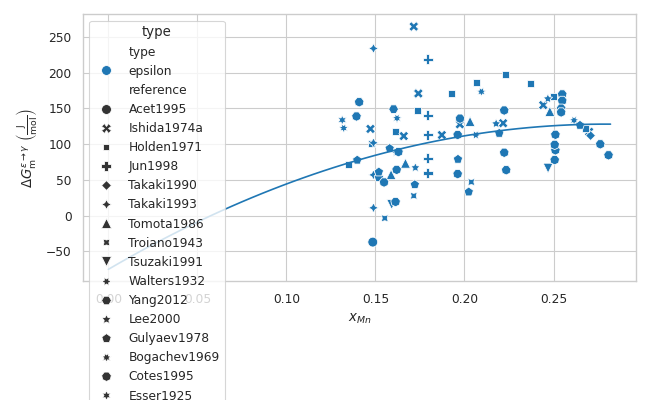 type
type
epsilon
reference
Acet1995
Ishida1974a
Holden1971
Jun1998
Takaki1990
Takaki1993
Tomota1986
Troiano1943
Tsuzaki1991
Walters1932
Yang2012
Lee2000
Gulyaev1978
Bogachev1969
Cotes1995
Esser1925
250
200
150
100
50
0
−50
ΔG_m^{ε→γ} (J/mol)
0.00 0.05 0.10 0.15 0.20 0.25
x_{Mn}